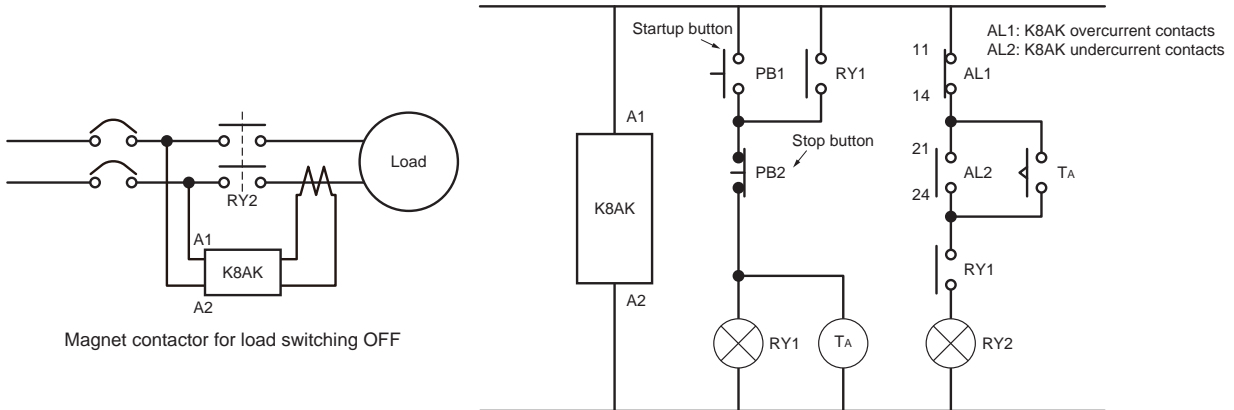 Load
RY2
A1
K8AK
A2
Magnet contactor for load switching OFF
Startup button
PB1
RY1
Stop button
PB2
A1
K8AK
A2
RY1
TA
AL1: K8AK overcurrent contacts
AL2: K8AK undercurrent contacts
11
AL1
14
21
AL2
24
TA
RY1
RY2